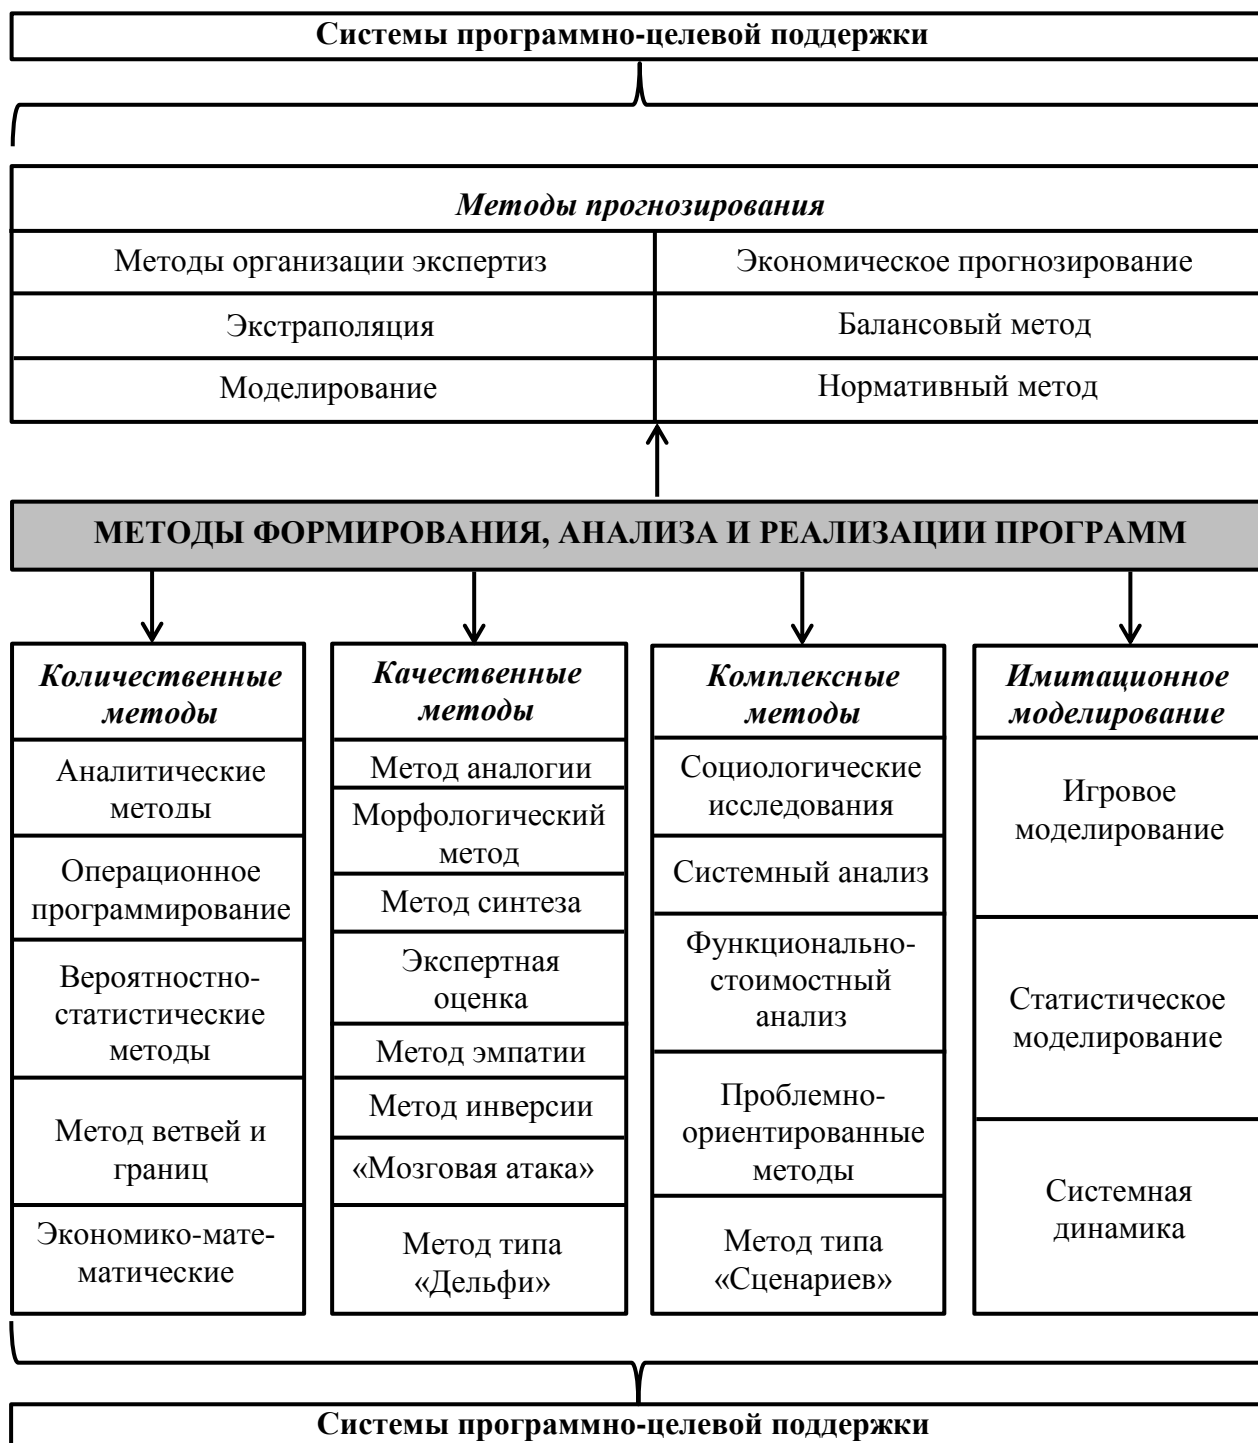 Системы программно-целевой поддержки
Методы прогнозирования
Методы организации экспертиз
Экономическое прогнозирование
Экстраполяция
Балансовый метод
Моделирование
Нормативный метод
МЕТОДЫ ФОРМИРОВАНИЯ, АНАЛИЗА И РЕАЛИЗАЦИИ ПРОГРАММ
Количественные
методы
Аналитические
методы
Операционное
программирование
Вероятностно-
статистические
методы
Метод ветвей и
границ
Экономико-мате-
матические
Качественные
методы
Метод аналогии
Морфологический
метод
Метод синтеза
Экспертная
оценка
Метод эмпатии
Метод инверсии
«Мозговая атака»
Метод типа
«Дельфи»
Комплексные
методы
Социологические
исследования
Системный анализ
Функционально-
стоимостный
анализ
Проблемно-
ориентированные
методы
Метод типа
«Сценариев»
Имитационное
моделирование
Игровое
моделирование
Статистическое
моделирование
Системная
динамика
Системы программно-целевой поддержки